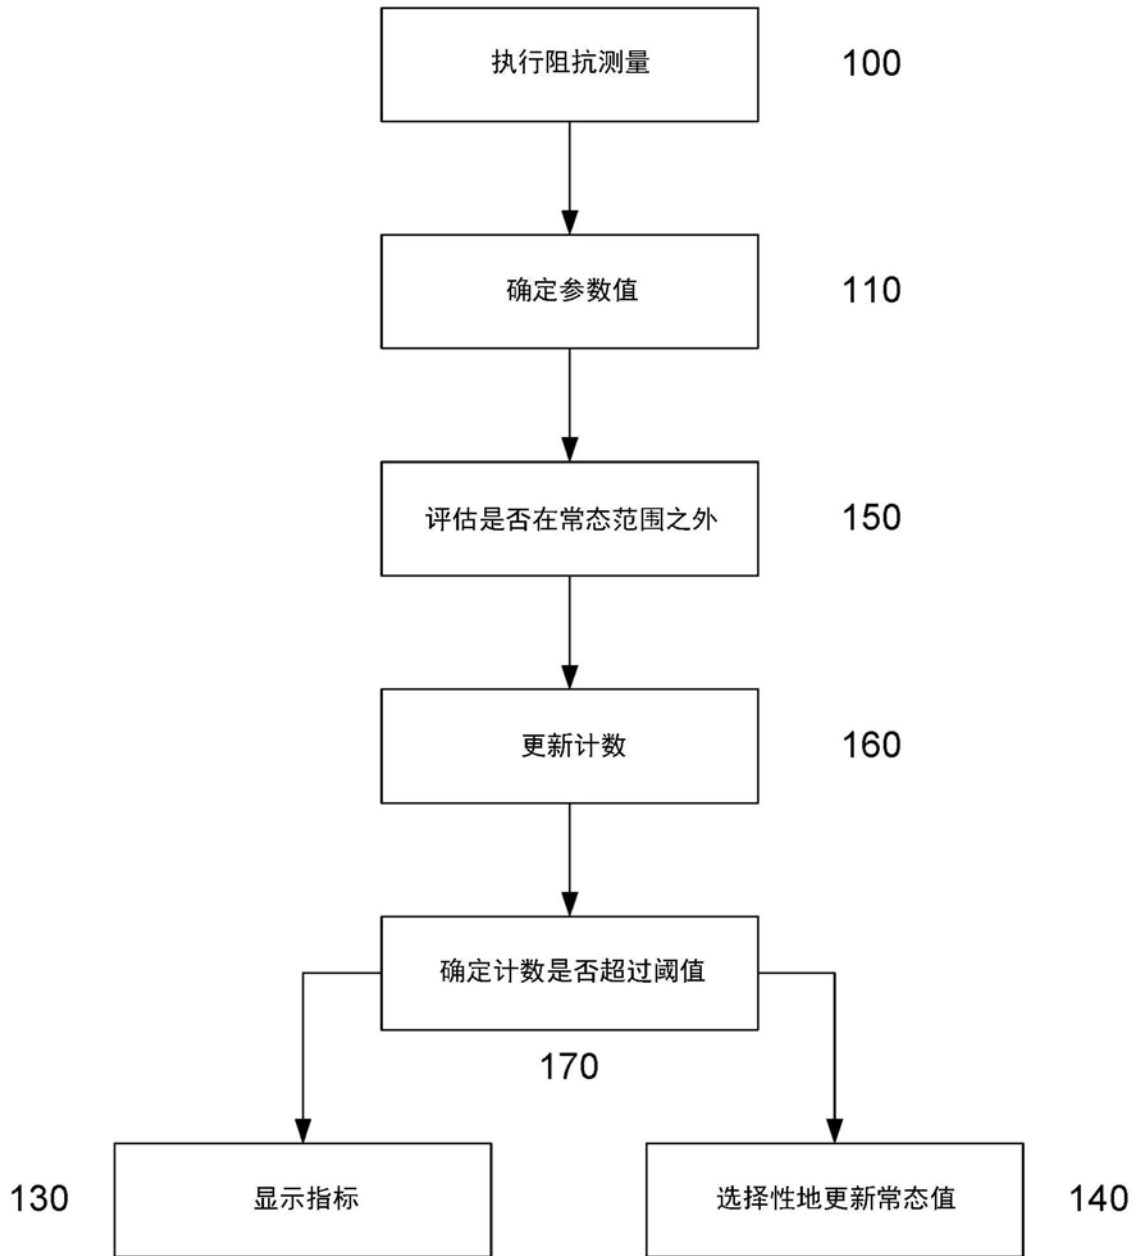 执行阻抗测量
100
确定参数值
110
评估是否在常态范围之外
150
更新计数
160
确定计数是否超过阈值
170
130
显示指标
选择性地更新常态值
140